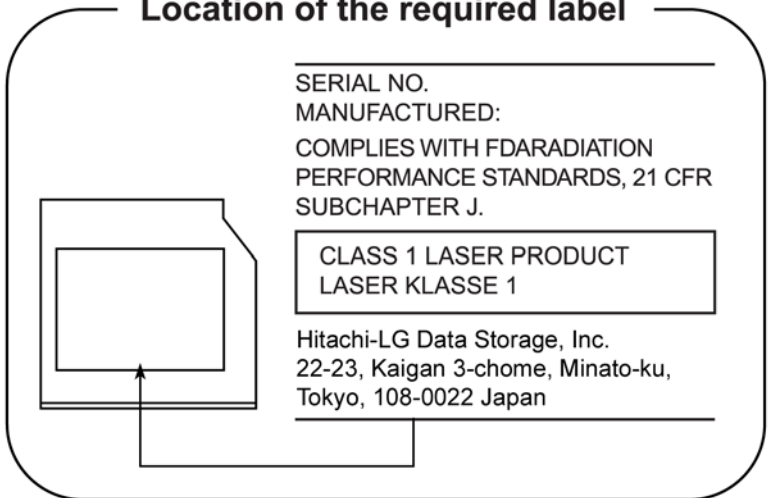 Location of the required label
SERIAL NO.
MANUFACTURED:
COMPLIES WITH FDARADIATION
PERFORMANCE STANDARDS, 21 CFR
SUBCHAPTER J.
CLASS 1 LASER PRODUCT
LASER KLASSE 1
Hitachi-LG Data Storage, Inc.
22-23, Kaigan 3-chome, Minato-ku,
Tokyo, 108-0022 Japan